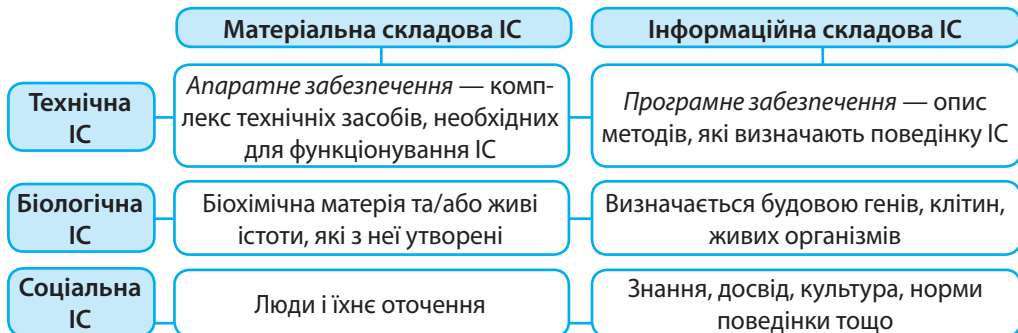 Матеріальна складова ІС
Інформаційна складова ІС
Технічна
ІС
Апаратне забезпечення — комп-
лекс технічніх засобів, необхідних
для функціонування ІС
Програмне забезпечення — опис
методів, які визначають поведінку ІС
Біологічна
ІС
Біохімічна матерія та/або живі
істоти, які з неї утворені
Визначається будовою генів, клітин,
живих організмів
Соціальна
ІС
Люди і їхнє оточення
Знання, досвід, культура, норми
поведінки тощо